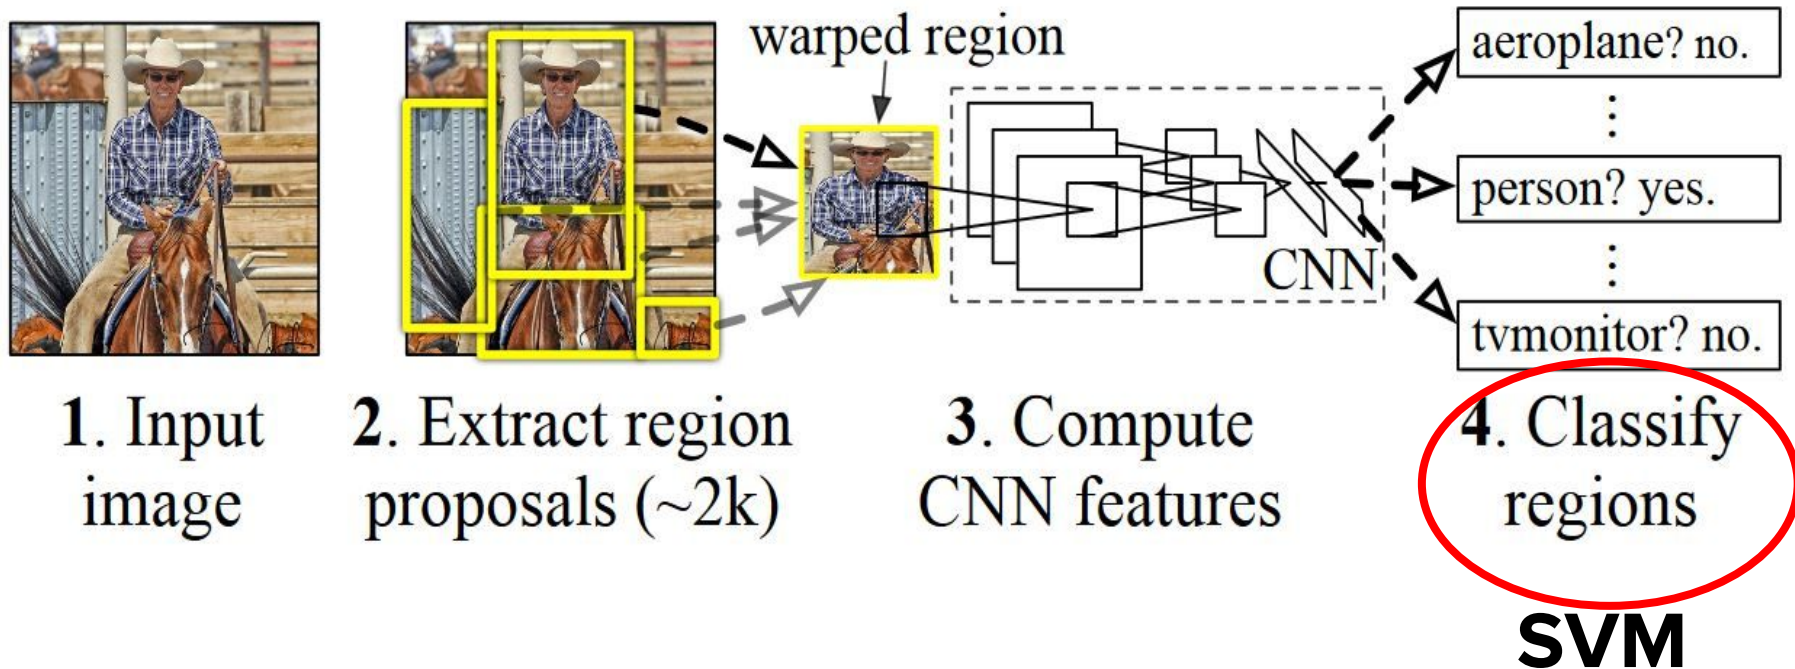 warped region
aeroplane? no.
⋮
person? yes.
⋮
tvmonitor? no.
CNN
1. Input
image
2. Extract region
proposals (~2k)
3. Compute
CNN features
4. Classify
regions
SVM